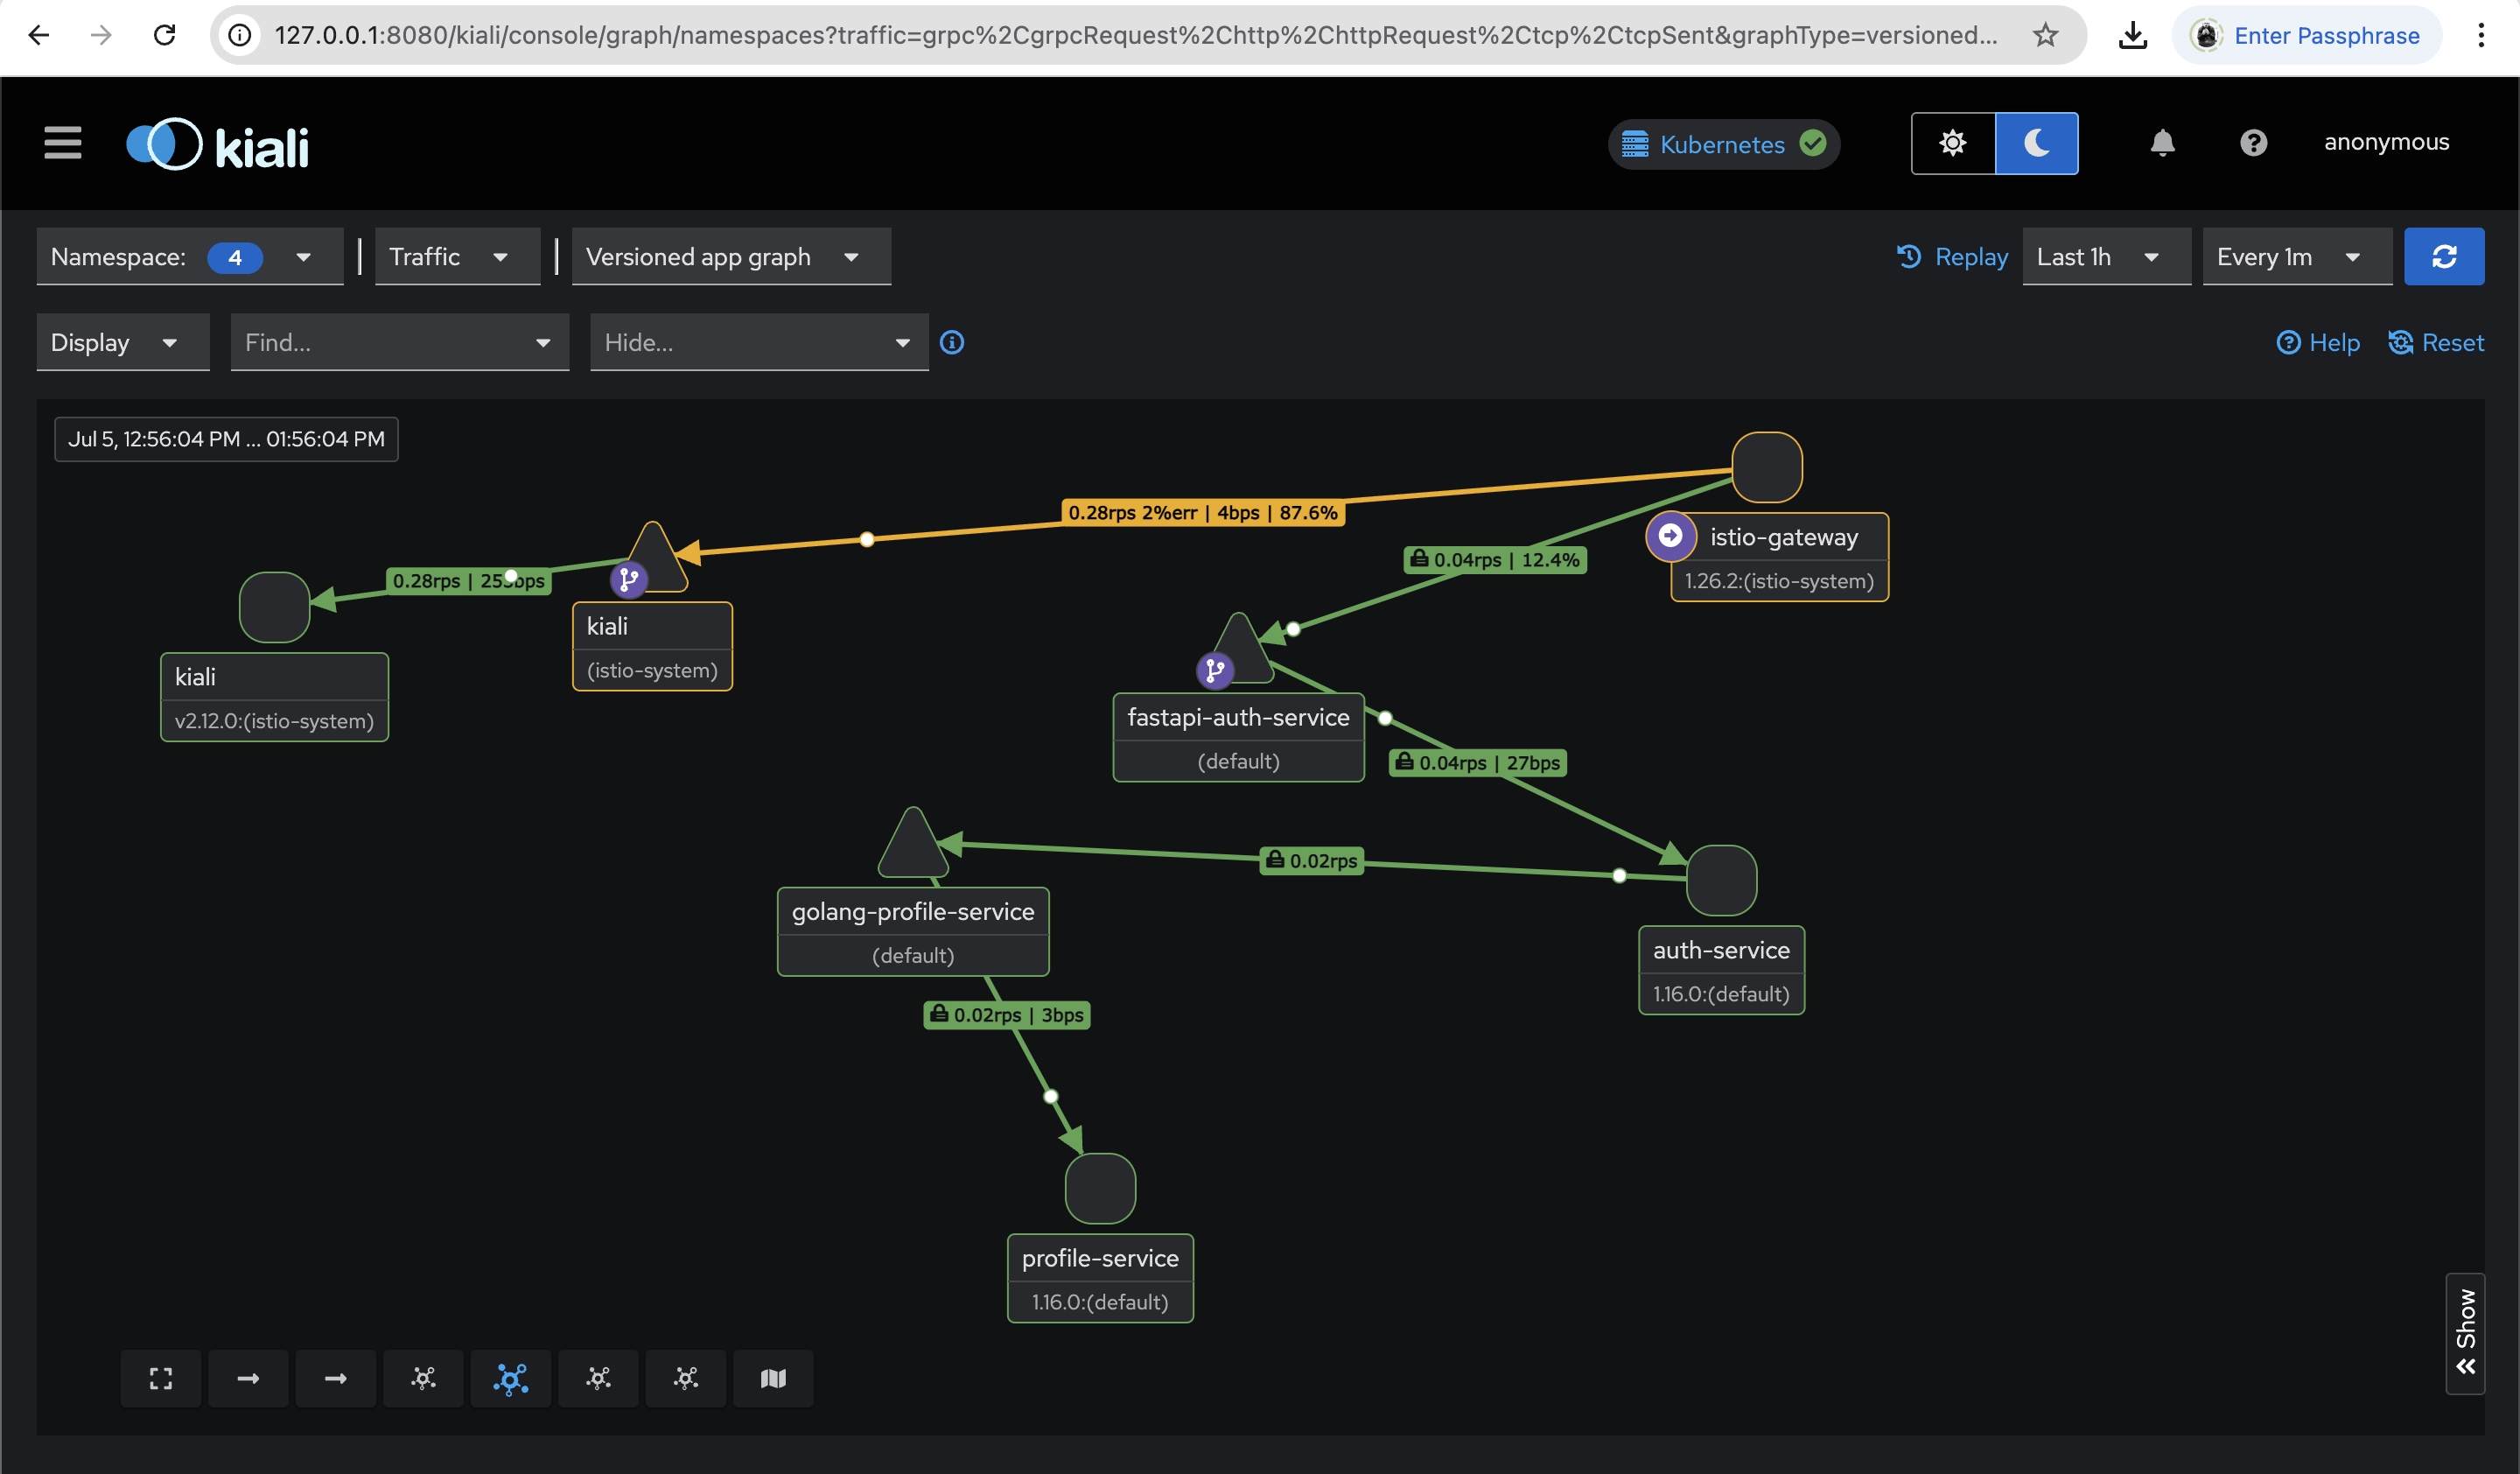 127.0.0.1:8080/kiali/console/graph/namespaces?traffic=grpc%2CgrpcRequest%2Chttp%2ChttpRequest%2Ctcp%2CtcpSent&graphType=versioned...
Enter Passphrase
kiali
Kubernetes
anonymous
Namespace: 4
Traffic
Versioned app graph
Replay
Last 1h
Every 1m
Display
Find...
Hide...
Help
Reset
Jul 5, 12:56:04 PM ... 01:56:04 PM
0.28rps 2%err | 4bps | 87.6%
istio-gateway
1.26.2:(istio-system)
0.04rps | 12.4%
0.28rps |
kiali
(istio-system)
kiali
v2.12.0:(istio-system)
fastapi-auth-service
(default)
0.04rps | 27bps
0.02rps
golang-profile-service
(default)
auth-service
1.16.0:(default)
0.02rps | 3bps
profile-service
1.16.0:(default)
Show